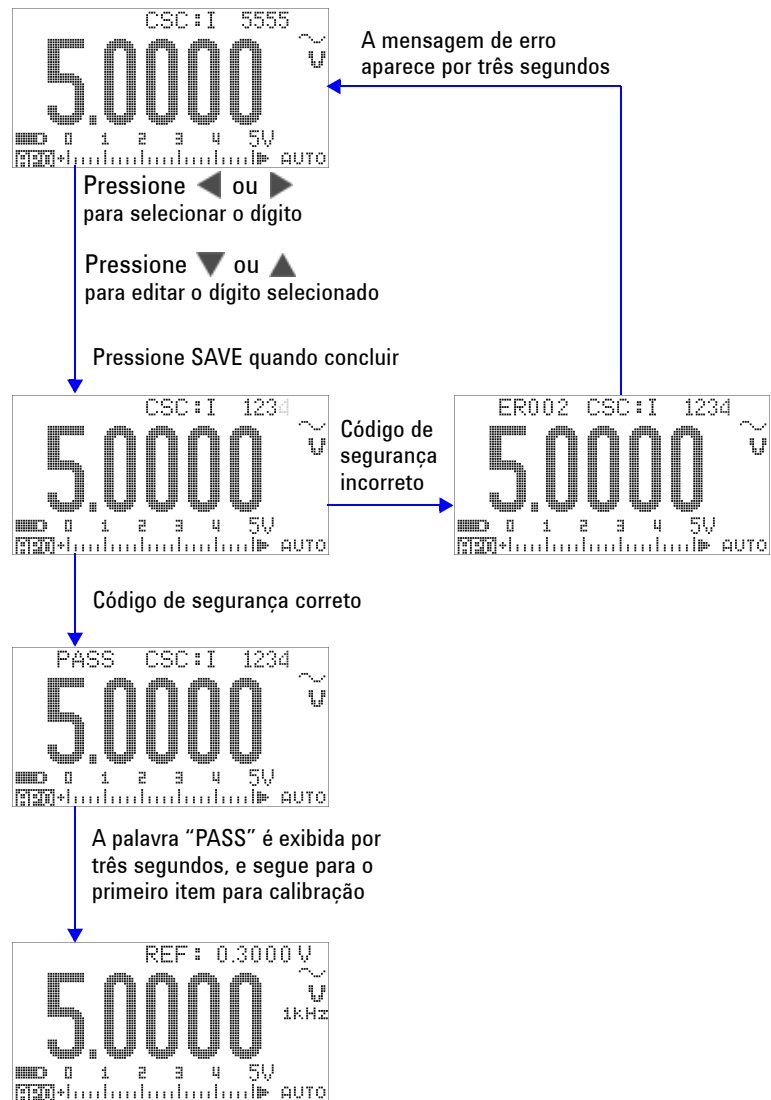 CSC:I 5555
5.0000
V
0 1 2 3 4 5V
APO AUTO
A mensagem de erro
aparece por três segundos
Pressione ◀ ou ▶
para selecionar o dígito
Pressione ▼ ou ▲
para editar o dígito selecionado
Pressione SAVE quando concluir
CSC:I 1234
5.0000
V
0 1 2 3 4 5V
APO AUTO
Código de
segurança
incorreto
ER002 CSC:I 1234
5.0000
V
0 1 2 3 4 5V
APO AUTO
Código de segurança correto
PASS CSC:I 1234
5.0000
V
0 1 2 3 4 5V
APO AUTO
A palavra “PASS” é exibida por
três segundos, e segue para o
primeiro item para calibração
REF: 0.3000 V
5.0000
V
1kHz
0 1 2 3 4 5V
APO AUTO